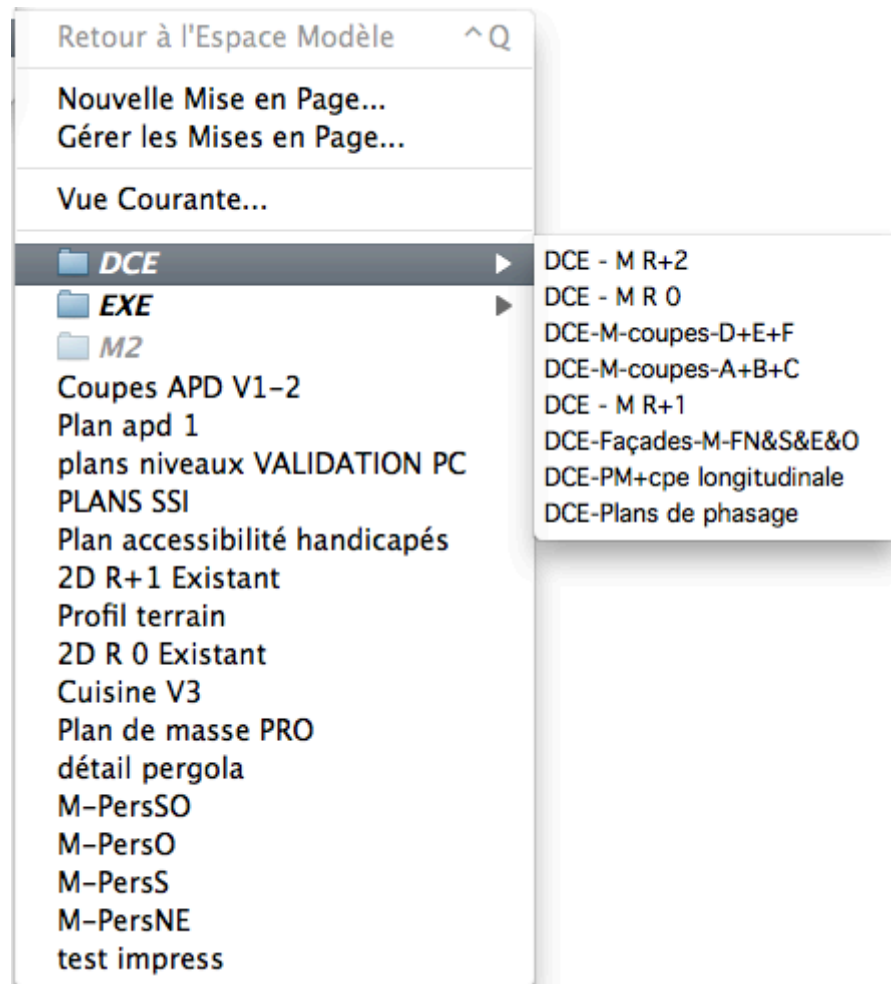 Retour à l'Espace Modèle ^Q
Nouvelle Mise en Page...
Gérer les Mises en Page...
Vue Courante...
DCE
EXE
M2
Coupes APD V1-2
Plan apd 1
plans niveaux VALIDATION PC
PLANS SSI
Plan accessibilité handicapés
2D R+1 Existant
Profil terrain
2D R 0 Existant
Cuisine V3
Plan de masse PRO
détail pergola
M-PersSO
M-PersO
M-PersS
M-PersNE
test impress
DCE - M R+2
DCE - M R 0
DCE-M-coupes-D+E+F
DCE-M-coupes-A+B+C
DCE - M R+1
DCE-Façades-M-FN&S&E&O
DCE-PM+cpe longitudinale
DCE-Plans de phasage